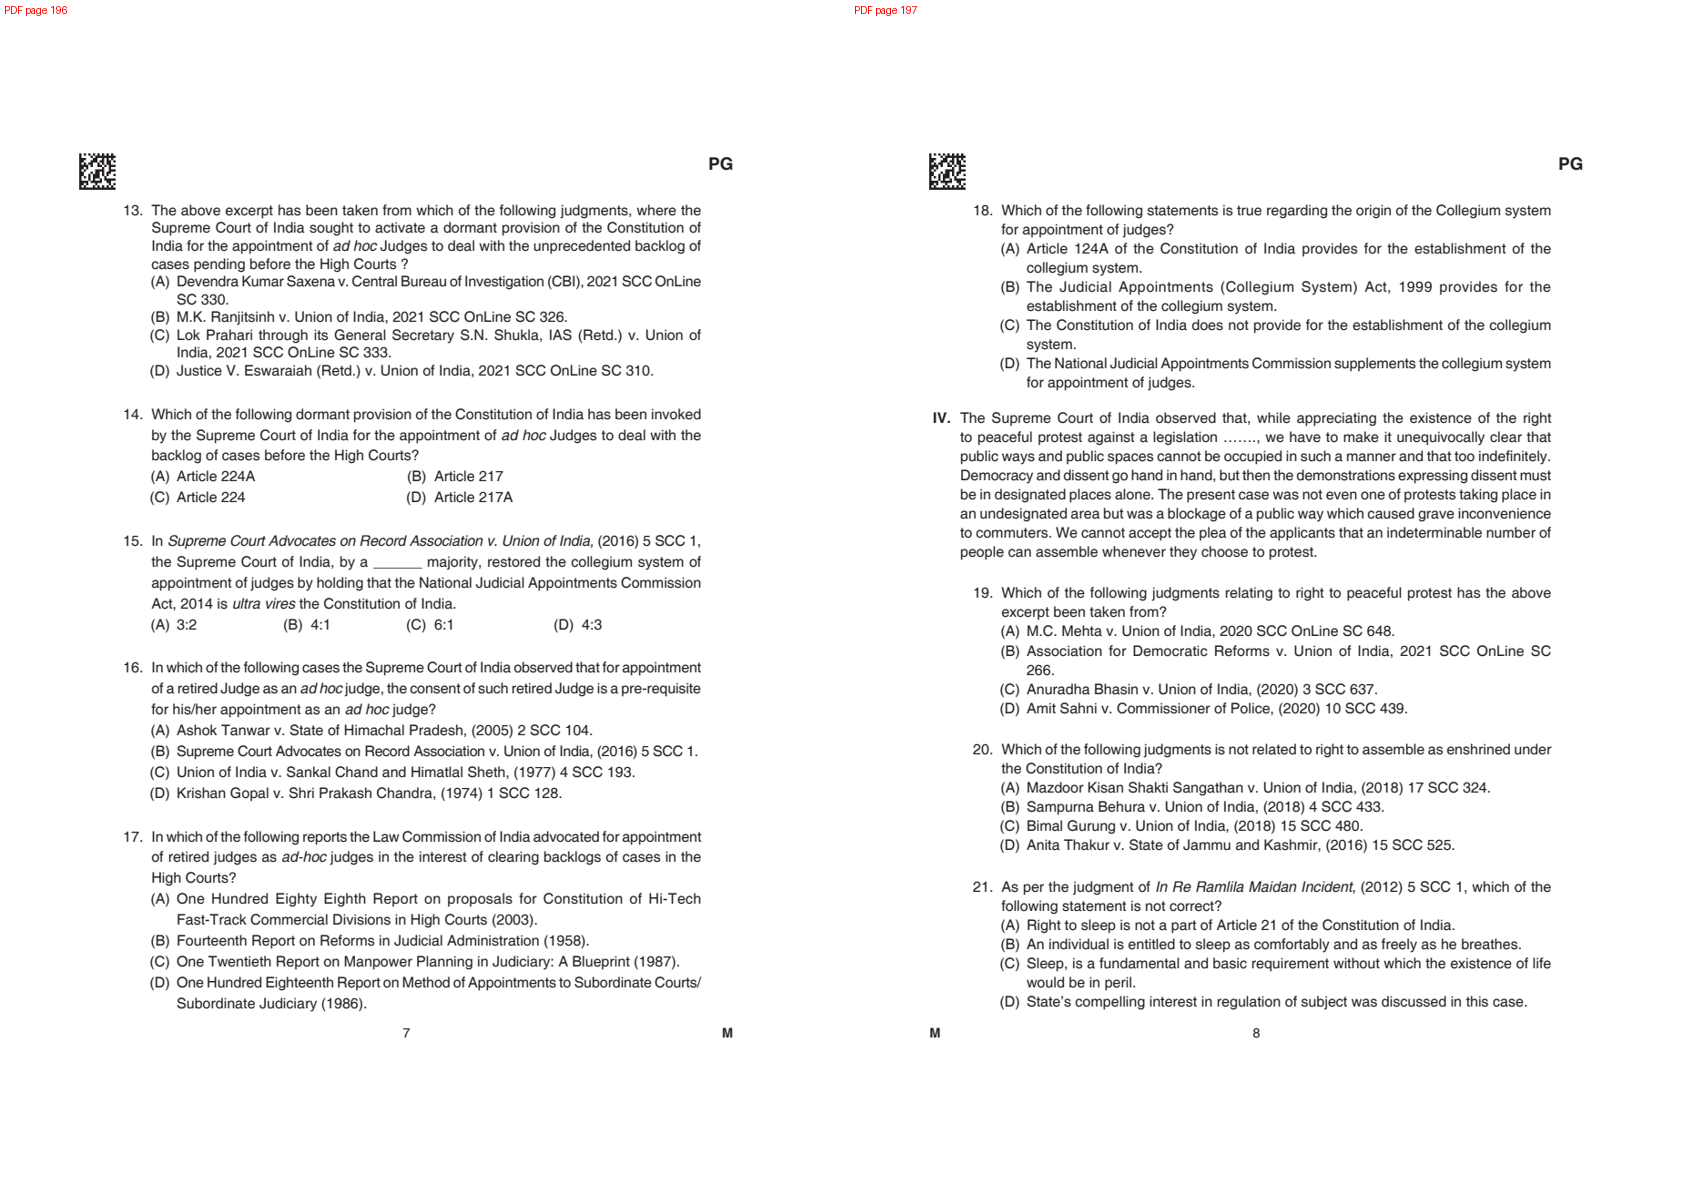 PDF page 196
PG
13. The above excerpt has been taken from which of the following judgments, where the
Supreme Court of India sought to activate a dormant provision of the Constitution of
India for the appointment of ad hoc Judges to deal with the unprecedented backlog of
cases pending before the High Courts ?
(A) Devendra Kumar Saxena v. Central Bureau of Investigation (CBI), 2021 SCC OnLine
SC 330.
(B) M.K. Ranjitsinh v. Union of India, 2021 SCC OnLine SC 326.
(C) Lok Prahari through its General Secretary S.N. Shukla, IAS (Retd.) v. Union of
India, 2021 SCC OnLine SC 333.
(D) Justice V. Eswaraiah (Retd.) v. Union of India, 2021 SCC OnLine SC 310.
14. Which of the following dormant provision of the Constitution of India has been invoked
by the Supreme Court of India for the appointment of ad hoc Judges to deal with the
backlog of cases before the High Courts?
(A) Article 224A (B) Article 217
(C) Article 224 (D) Article 217A
15. In Supreme Court Advocates on Record Association v. Union of India, (2016) 5 SCC 1,
the Supreme Court of India, by a ______ majority, restored the collegium system of
appointment of judges by holding that the National Judicial Appointments Commission
Act, 2014 is ultra vires the Constitution of India.
(A) 3:2 (B) 4:1 (C) 6:1 (D) 4:3
16. In which of the following cases the Supreme Court of India observed that for appointment
of a retired Judge as an ad hoc judge, the consent of such retired Judge is a pre-requisite
for his/her appointment as an ad hoc judge?
(A) Ashok Tanwar v. State of Himachal Pradesh, (2005) 2 SCC 104.
(B) Supreme Court Advocates on Record Association v. Union of India, (2016) 5 SCC 1.
(C) Union of India v. Sankal Chand and Himatlal Sheth, (1977) 4 SCC 193.
(D) Krishan Gopal v. Shri Prakash Chandra, (1974) 1 SCC 128.
17. In which of the following reports the Law Commission of India advocated for appointment
of retired judges as ad-hoc judges in the interest of clearing backlogs of cases in the
High Courts?
(A) One Hundred Eighty Eighth Report on proposals for Constitution of Hi-Tech
Fast-Track Commercial Divisions in High Courts (2003).
(B) Fourteenth Report on Reforms in Judicial Administration (1958).
(C) One Twentieth Report on Manpower Planning in Judiciary: A Blueprint (1987).
(D) One Hundred Eighteenth Report on Method of Appointments to Subordinate Courts/
Subordinate Judiciary (1986).
7 M
PDF page 197
PG
18. Which of the following statements is true regarding the origin of the Collegium system
for appointment of judges?
(A) Article 124A of the Constitution of India provides for the establishment of the
collegium system.
(B) The Judicial Appointments (Collegium System) Act, 1999 provides for the
establishment of the collegium system.
(C) The Constitution of India does not provide for the establishment of the collegium
system.
(D) The National Judicial Appointments Commission supplements the collegium system
for appointment of judges.
IV. The Supreme Court of India observed that, while appreciating the existence of the right
to peaceful protest against a legislation ……., we have to make it unequivocally clear that
public ways and public spaces cannot be occupied in such a manner and that too indefinitely.
Democracy and dissent go hand in hand, but then the demonstrations expressing dissent must
be in designated places alone. The present case was not even one of protests taking place in
an undesignated area but was a blockage of a public way which caused grave inconvenience
to commuters. We cannot accept the plea of the applicants that an indeterminable number of
people can assemble whenever they choose to protest.
19. Which of the following judgments relating to right to peaceful protest has the above
excerpt been taken from?
(A) M.C. Mehta v. Union of India, 2020 SCC OnLine SC 648.
(B) Association for Democratic Reforms v. Union of India, 2021 SCC OnLine SC
266.
(C) Anuradha Bhasin v. Union of India, (2020) 3 SCC 637.
(D) Amit Sahni v. Commissioner of Police, (2020) 10 SCC 439.
20. Which of the following judgments is not related to right to assemble as enshrined under
the Constitution of India?
(A) Mazdoor Kisan Shakti Sangathan v. Union of India, (2018) 17 SCC 324.
(B) Sampurna Behura v. Union of India, (2018) 4 SCC 433.
(C) Bimal Gurung v. Union of India, (2018) 15 SCC 480.
(D) Anita Thakur v. State of Jammu and Kashmir, (2016) 15 SCC 525.
21. As per the judgment of In Re Ramlila Maidan Incident, (2012) 5 SCC 1, which of the
following statement is not correct?
(A) Right to sleep is not a part of Article 21 of the Constitution of India.
(B) An individual is entitled to sleep as comfortably and as freely as he breathes.
(C) Sleep, is a fundamental and basic requirement without which the existence of life
would be in peril.
(D) State's compelling interest in regulation of subject was discussed in this case.
M 8